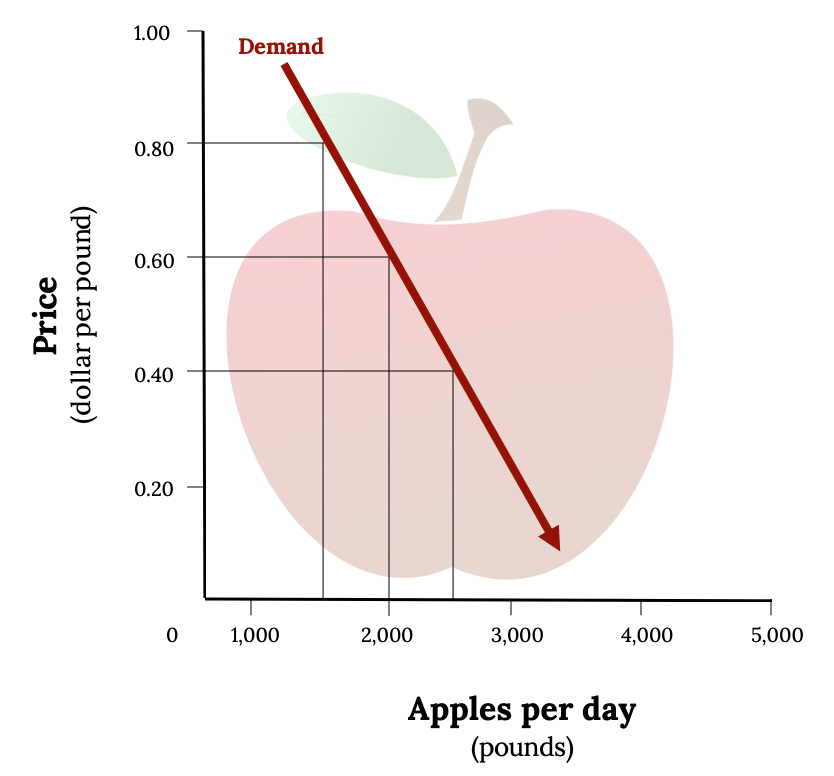 1.00
Demand
0.80
0.60
0.40
0.20
Price
(dollar per pound)
0 1,000 2,000 3,000 4,000 5,000
Apples per day
(pounds)